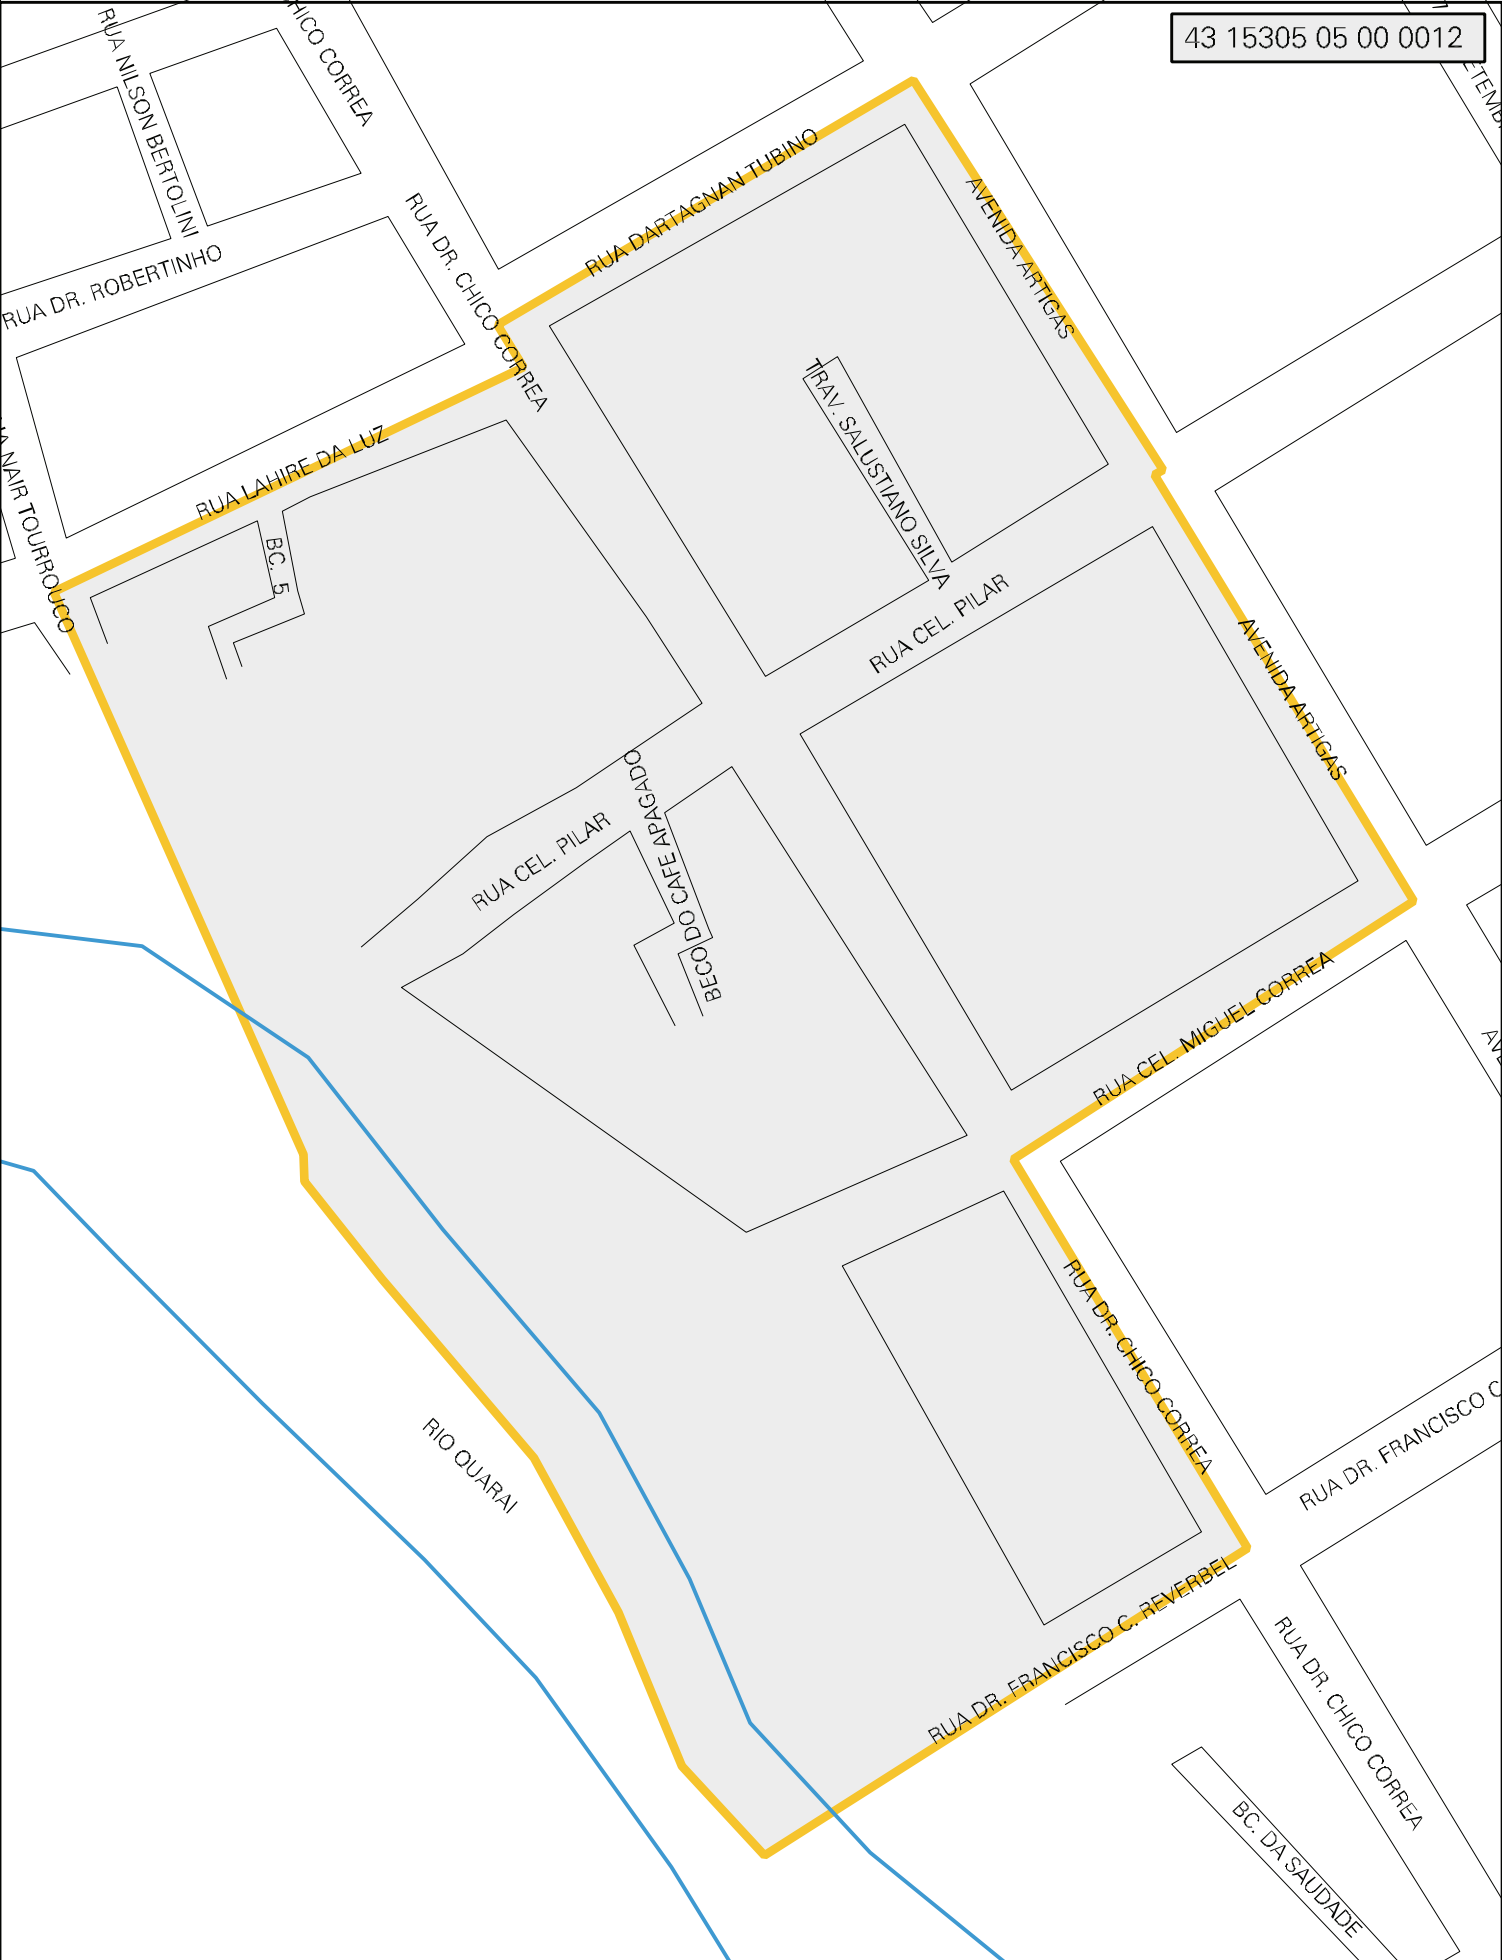 43 15305 05 00 0012
RUA NILSON BERTOLINI
CHICO CORREA
RUA DR. ROBERTINHO
RUA DR. CHICO CORREA
RUA DARTAGNAN TUBINO
AVENIDA ARTIGAS
TRAV. SALUSTIANO SILVA
RUA LAHIRE DA LUZ
NAIR TOURROUCO
BC. 5
RUA CEL. PILAR
AVENIDA ARTIGAS
BECO DO CAFE APAGADO
RUA CEL. PILAR
RUA CEL. MIGUEL CORREA
RUA DR. CHICO CORREA
RUA DR. FRANCISCO C
RIO QUARAI
RUA DR. FRANCISCO C. REVERBEL
RUA DR. CHICO CORREA
BC. DA SAUDADE